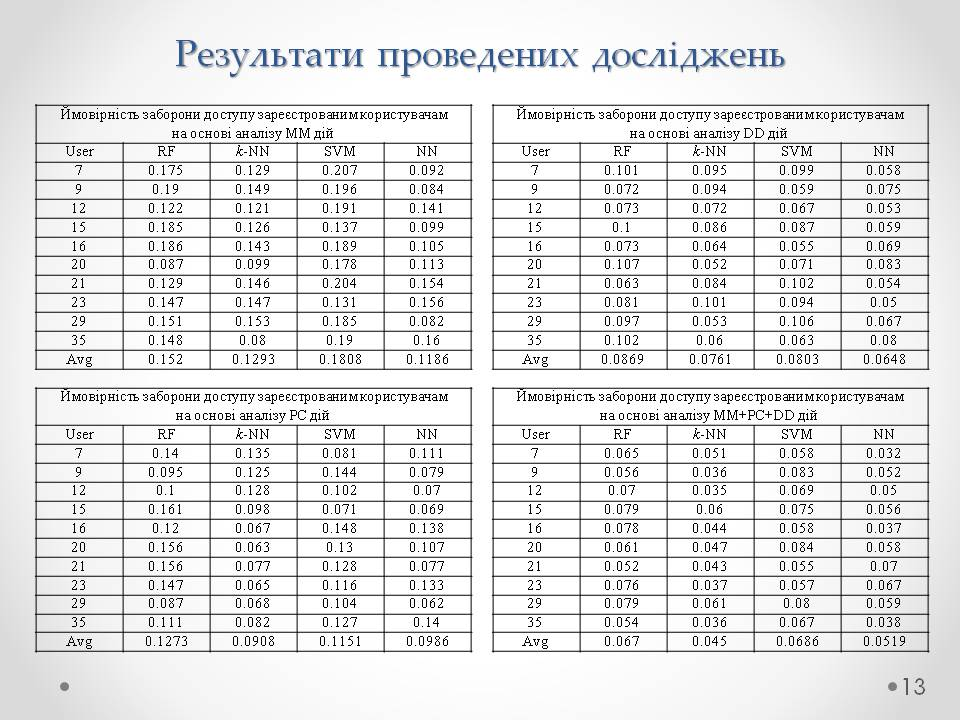 Результати проведених досліджень
Ймовірність заборони доступу зареєстрованим користувачам
на основі аналізу ММ дій
User RF k-NN SVM NN
7 0.175 0.129 0.207 0.092
9 0.19 0.149 0.196 0.084
12 0.122 0.121 0.191 0.141
15 0.185 0.126 0.137 0.099
16 0.186 0.143 0.189 0.105
20 0.087 0.099 0.178 0.113
21 0.129 0.146 0.204 0.154
23 0.147 0.147 0.131 0.156
29 0.151 0.153 0.185 0.082
35 0.148 0.08 0.19 0.16
Avg 0.152 0.1293 0.1808 0.1186
Ймовірність заборони доступу зареєстрованим користувачам
на основі аналізу DD дій
User RF k-NN SVM NN
7 0.101 0.095 0.099 0.058
9 0.072 0.094 0.059 0.075
12 0.073 0.072 0.067 0.053
15 0.1 0.086 0.087 0.059
16 0.073 0.064 0.055 0.069
20 0.107 0.052 0.071 0.083
21 0.063 0.084 0.102 0.054
23 0.081 0.101 0.094 0.05
29 0.097 0.053 0.106 0.067
35 0.102 0.06 0.063 0.08
Avg 0.0869 0.0761 0.0803 0.0648
Ймовірність заборони доступу зареєстрованим користувачам
на основі аналізу PC дій
User RF k-NN SVM NN
7 0.14 0.135 0.081 0.111
9 0.095 0.125 0.144 0.079
12 0.1 0.128 0.102 0.07
15 0.161 0.098 0.071 0.069
16 0.12 0.067 0.148 0.138
20 0.156 0.063 0.13 0.107
21 0.156 0.077 0.128 0.077
23 0.147 0.065 0.116 0.133
29 0.087 0.068 0.104 0.062
35 0.111 0.082 0.127 0.14
Avg 0.1273 0.0908 0.1151 0.0986
Ймовірність заборони доступу зареєстрованим користувачам
на основі аналізу MM+PC+DD дій
User RF k-NN SVM NN
7 0.065 0.051 0.058 0.032
9 0.056 0.036 0.083 0.052
12 0.07 0.035 0.069 0.05
15 0.079 0.06 0.075 0.056
16 0.078 0.044 0.058 0.037
20 0.061 0.047 0.084 0.058
21 0.052 0.043 0.055 0.07
23 0.076 0.037 0.057 0.067
29 0.079 0.061 0.08 0.059
35 0.054 0.036 0.067 0.038
Avg 0.067 0.045 0.0686 0.0519
13